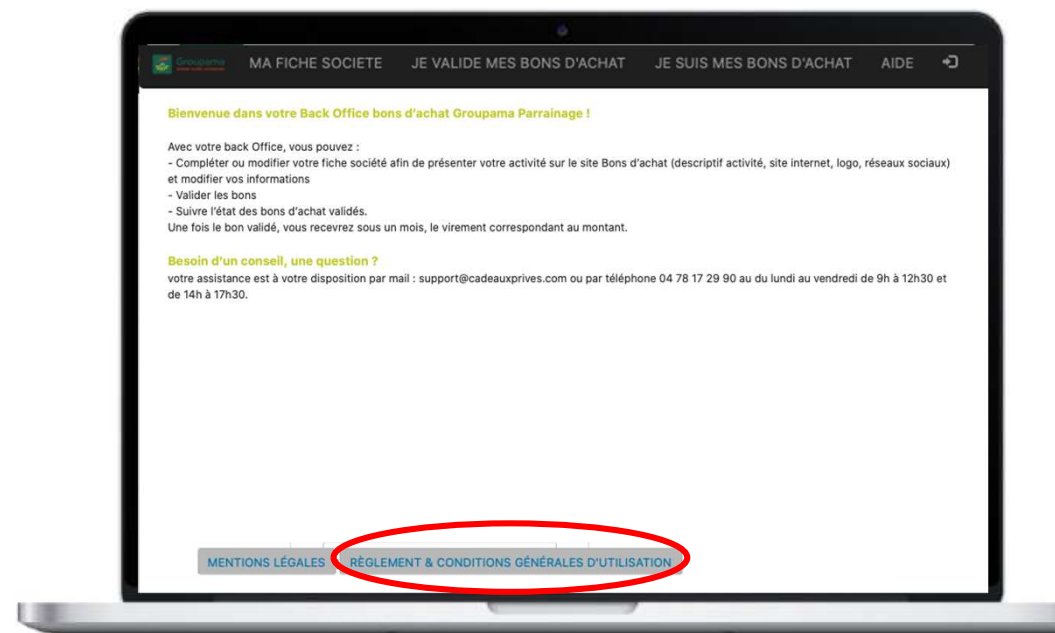 Groupama
MA FICHE SOCIETE JE VALIDE MES BONS D'ACHAT JE SUIS MES BONS D'ACHAT AIDE
Bienvenue dans votre Back Office bons d'achat Groupama Parrainage !
Avec votre back Office, vous pouvez :
- Compléter ou modifier votre fiche société afin de présenter votre activité sur le site Bons d'achat (descriptif activité, site internet, logo, réseaux sociaux)
et modifier vos informations
- Valider les bons
- Suivre l'état des bons d'achat validés.
Une fois le bon validé, vous recevrez sous un mois, le virement correspondant au montant.
Besoin d'un conseil, une question ?
votre assistance est à votre disposition par mail : support@cadeauxprives.com ou par téléphone 04 78 17 29 90 au du lundi au vendredi de 9h à 12h30 et
de 14h à 17h30.
MENTIONS LÉGALES RÈGLEMENT & CONDITIONS GÉNÉRALES D'UTILISATION